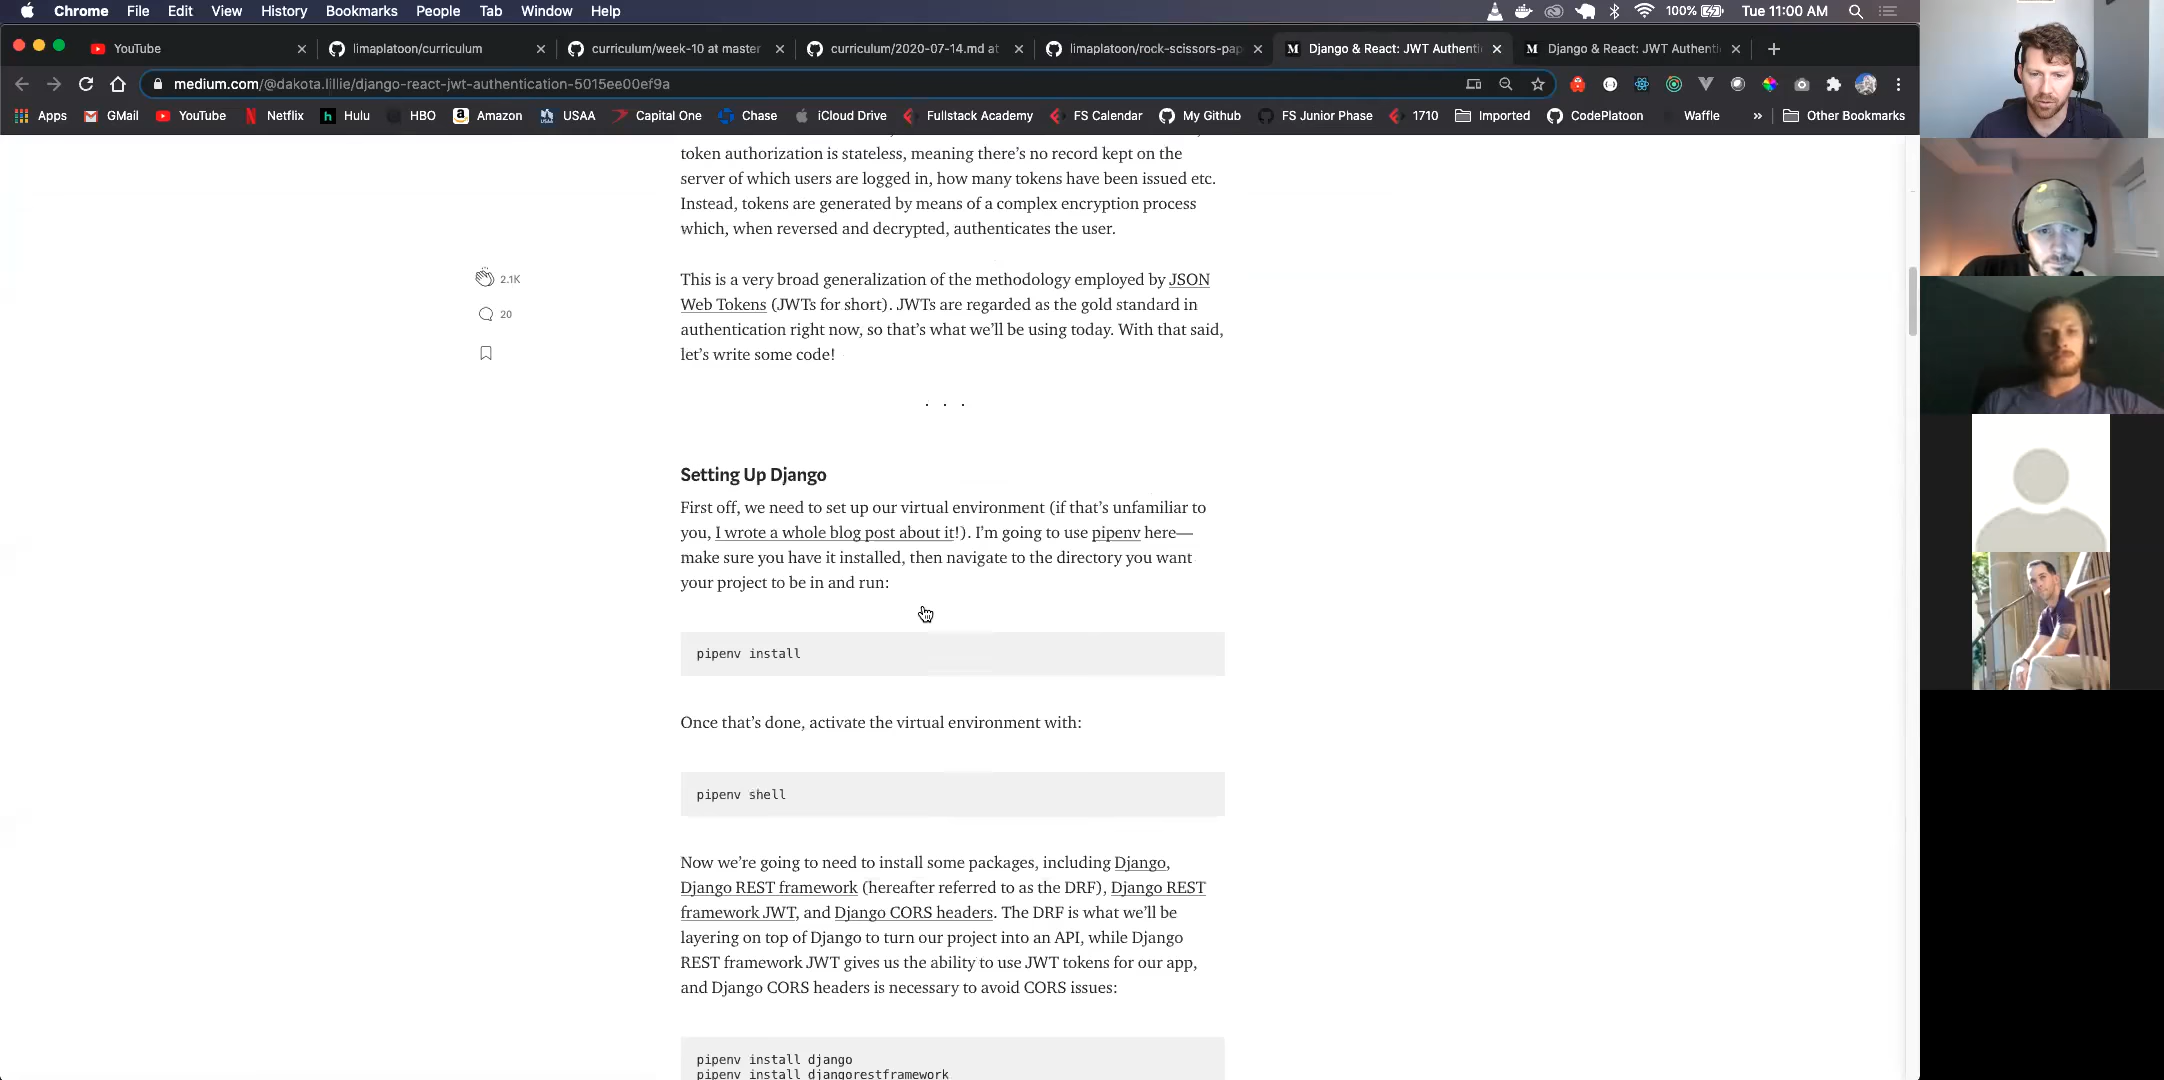 Chrome File Edit View History Bookmarks People Tab Window Help 100% Tue 11:00 AM
YouTube limaplatoon/curriculum curriculum/week-10 at master curriculum/2020-07-14.md at limaplatoon/rock-scissors-pap M Django & React: JWT Authenti M Django & React: JWT Authenti
medium.com/@dakota.lillie/django-react-jwt-authentication-5015ee00ef9a
Apps GMail YouTube Netflix Hulu HBO Amazon USAA Capital One Chase iCloud Drive Fullstack Academy FS Calendar My Github FS Junior Phase 1710 Imported CodePlatoon Waffle » Other Bookmarks
token authorization is stateless, meaning there’s no record kept on the
server of which users are logged in, how many tokens have been issued etc.
Instead, tokens are generated by means of a complex encryption process
which, when reversed and decrypted, authenticates the user.
2.1K
20
This is a very broad generalization of the methodology employed by JSON
Web Tokens (JWTs for short). JWTs are regarded as the gold standard in
authentication right now, so that’s what we’ll be using today. With that said,
let’s write some code!
. . .
Setting Up Django
First off, we need to set up our virtual environment (if that’s unfamiliar to
you, I wrote a whole blog post about it!). I’m going to use pipenv here—
make sure you have it installed, then navigate to the directory you want
your project to be in and run:
pipenv install
Once that’s done, activate the virtual environment with:
pipenv shell
Now we’re going to need to install some packages, including Django,
Django REST framework (hereafter referred to as the DRF), Django REST
framework JWT, and Django CORS headers. The DRF is what we’ll be
layering on top of Django to turn our project into an API, while Django
REST framework JWT gives us the ability to use JWT tokens for our app,
and Django CORS headers is necessary to avoid CORS issues:
pipenv install django
pipenv install djangorestframework